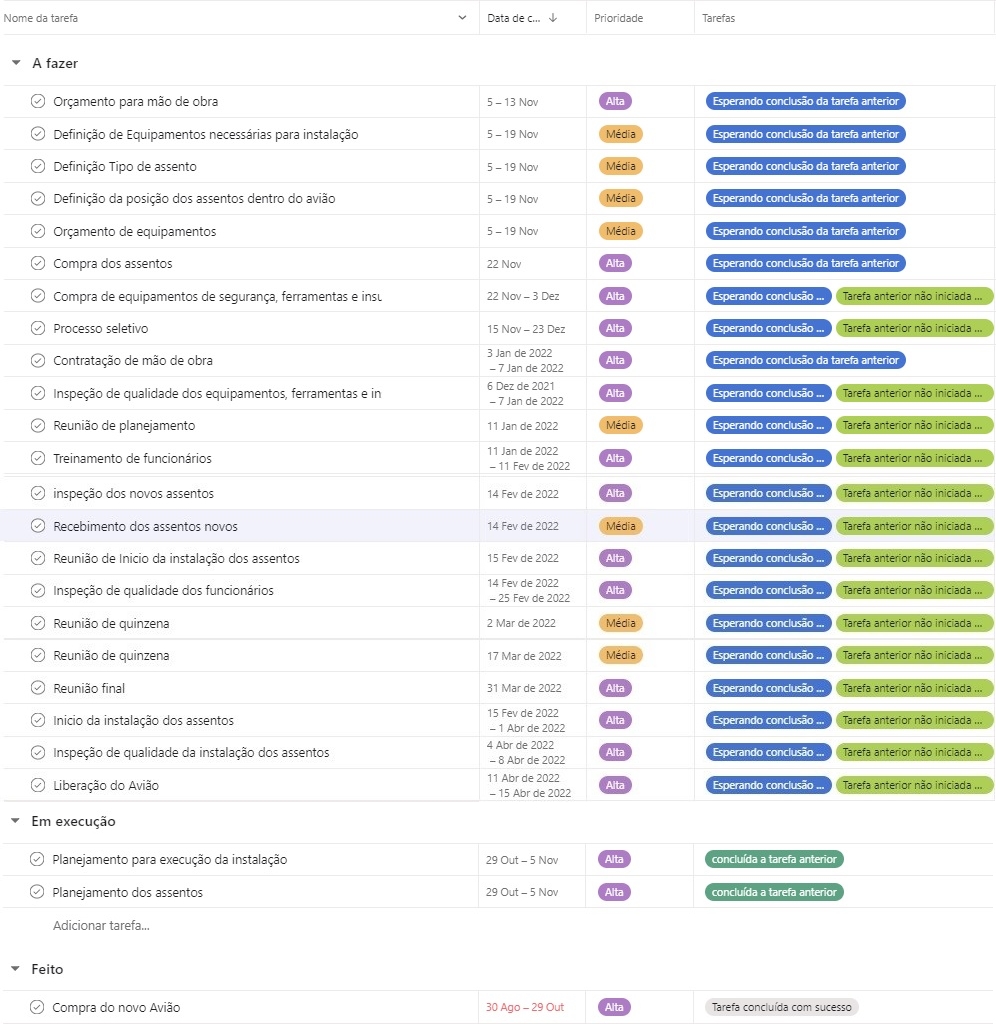 Nome da tarefa Data de c... Prioridade Tarefas
A fazer
Orçamento para mão de obra 5 – 13 Nov Alta Esperando conclusão da tarefa anterior
Definição de Equipamentos necessárias para instalação 5 – 19 Nov Média Esperando conclusão da tarefa anterior
Definição Tipo de assento 5 – 19 Nov Média Esperando conclusão da tarefa anterior
Definição da posição dos assentos dentro do avião 5 – 19 Nov Média Esperando conclusão da tarefa anterior
Orçamento de equipamentos 5 – 19 Nov Média Esperando conclusão da tarefa anterior
Compra dos assentos 22 Nov Alta Esperando conclusão da tarefa anterior
Compra de equipamentos de segurança, ferramentas e insu 22 Nov – 3 Dez Alta Esperando conclusão ... Tarefa anterior não iniciada ...
Processo seletivo 15 Nov – 23 Dez Alta Esperando conclusão ... Tarefa anterior não iniciada ...
Contratação de mão de obra 3 Jan de 2022 – 7 Jan de 2022 Alta Esperando conclusão da tarefa anterior
Inspeção de qualidade dos equipamentos, ferramentas e in 6 Dez de 2021 – 7 Jan de 2022 Alta Esperando conclusão ... Tarefa anterior não iniciada ...
Reunião de planejamento 11 Jan de 2022 Média Esperando conclusão ... Tarefa anterior não iniciada ...
Treinamento de funcionários 11 Jan de 2022 – 11 Fev de 2022 Alta Esperando conclusão ... Tarefa anterior não iniciada ...
inspeção dos novos assentos 14 Fev de 2022 Alta Esperando conclusão ... Tarefa anterior não iniciada ...
Recebimento dos assentos novos 14 Fev de 2022 Média Esperando conclusão ... Tarefa anterior não iniciada ...
Reunião de Inicio da instalação dos assentos 15 Fev de 2022 Alta Esperando conclusão ... Tarefa anterior não iniciada ...
Inspeção de qualidade dos funcionários 14 Fev de 2022 – 25 Fev de 2022 Alta Esperando conclusão ... Tarefa anterior não iniciada ...
Reunião de quinzena 2 Mar de 2022 Média Esperando conclusão ... Tarefa anterior não iniciada ...
Reunião de quinzena 17 Mar de 2022 Média Esperando conclusão ... Tarefa anterior não iniciada ...
Reunião final 31 Mar de 2022 Alta Esperando conclusão ... Tarefa anterior não iniciada ...
Inicio da instalação dos assentos 15 Fev de 2022 – 1 Abr de 2022 Alta Esperando conclusão ... Tarefa anterior não iniciada ...
Inspeção de qualidade da instalação dos assentos 4 Abr de 2022 – 8 Abr de 2022 Alta Esperando conclusão ... Tarefa anterior não iniciada ...
Liberação do Avião 11 Abr de 2022 – 15 Abr de 2022 Alta Esperando conclusão ... Tarefa anterior não iniciada ...
Em execução
Planejamento para execução da instalação 29 Out – 5 Nov Alta concluída a tarefa anterior
Planejamento dos assentos 29 Out – 5 Nov Alta concluída a tarefa anterior
Adicionar tarefa...
Feito
Compra do novo Avião 30 Ago – 29 Out Alta Tarefa concluída com sucesso